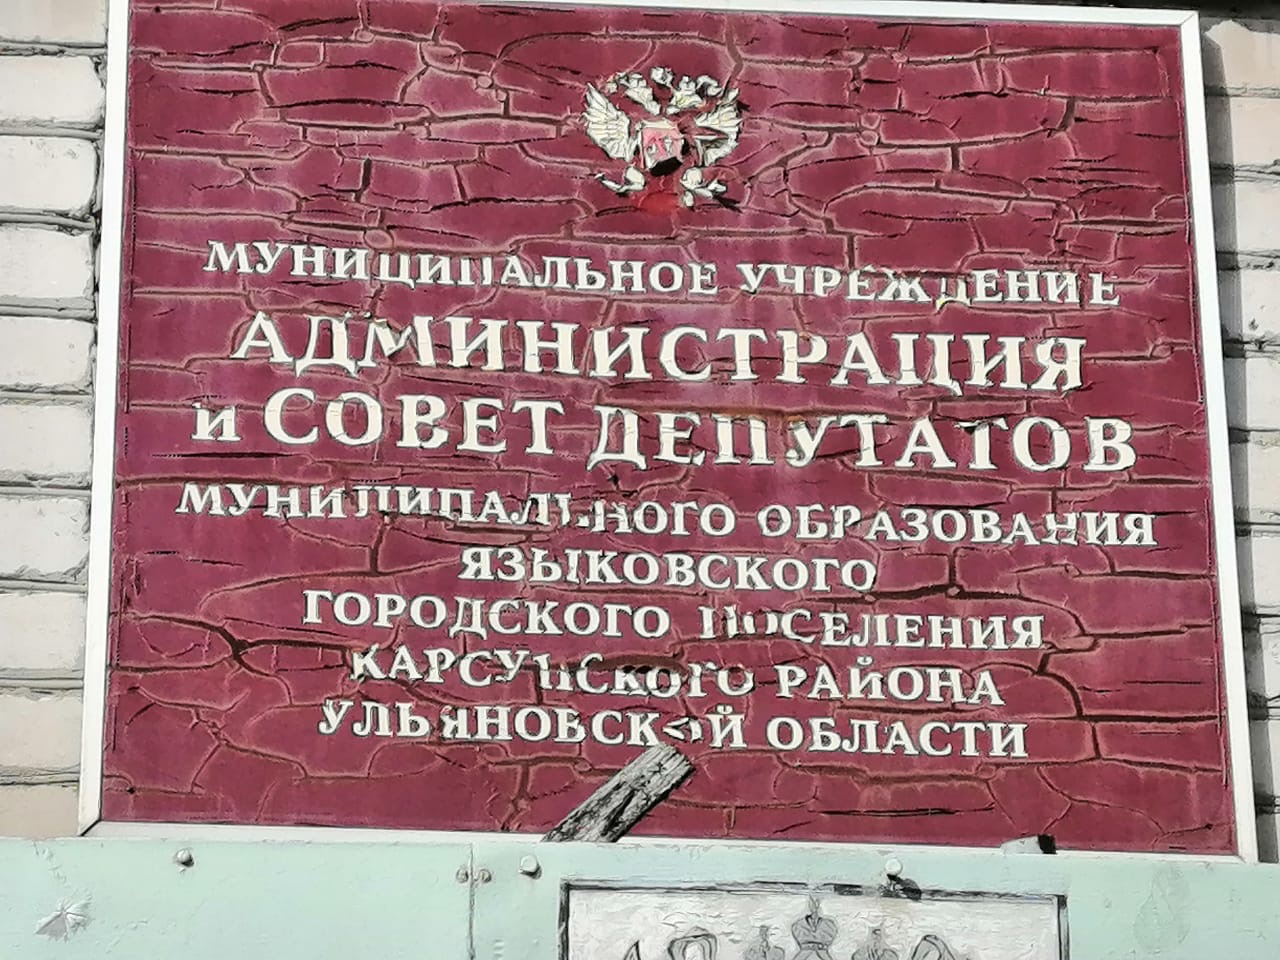 МУНИЦИПАЛЬНОЕ УЧРЕЖДЕНИЕ
АДМИНИСТРАЦИЯ
И СОВЕТ ДЕПУТАТОВ
МУНИЦИПАЛЬНОГО ОБРАЗОВАНИЯ
ЯЗЫКОВСКОГО
ГОРОДСКОГО ПОСЕЛЕНИЯ
КАРСУНСКОГО РАЙОНА
УЛЬЯНОВСКОЙ ОБЛАСТИ